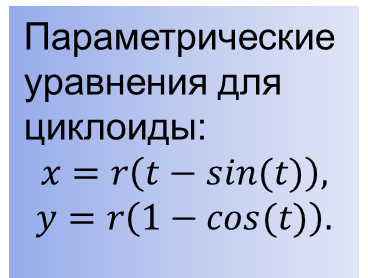 Параметрические
уравнения для
циклоиды:
x = r(t − sin(t)),
y = r(1 − cos(t)).